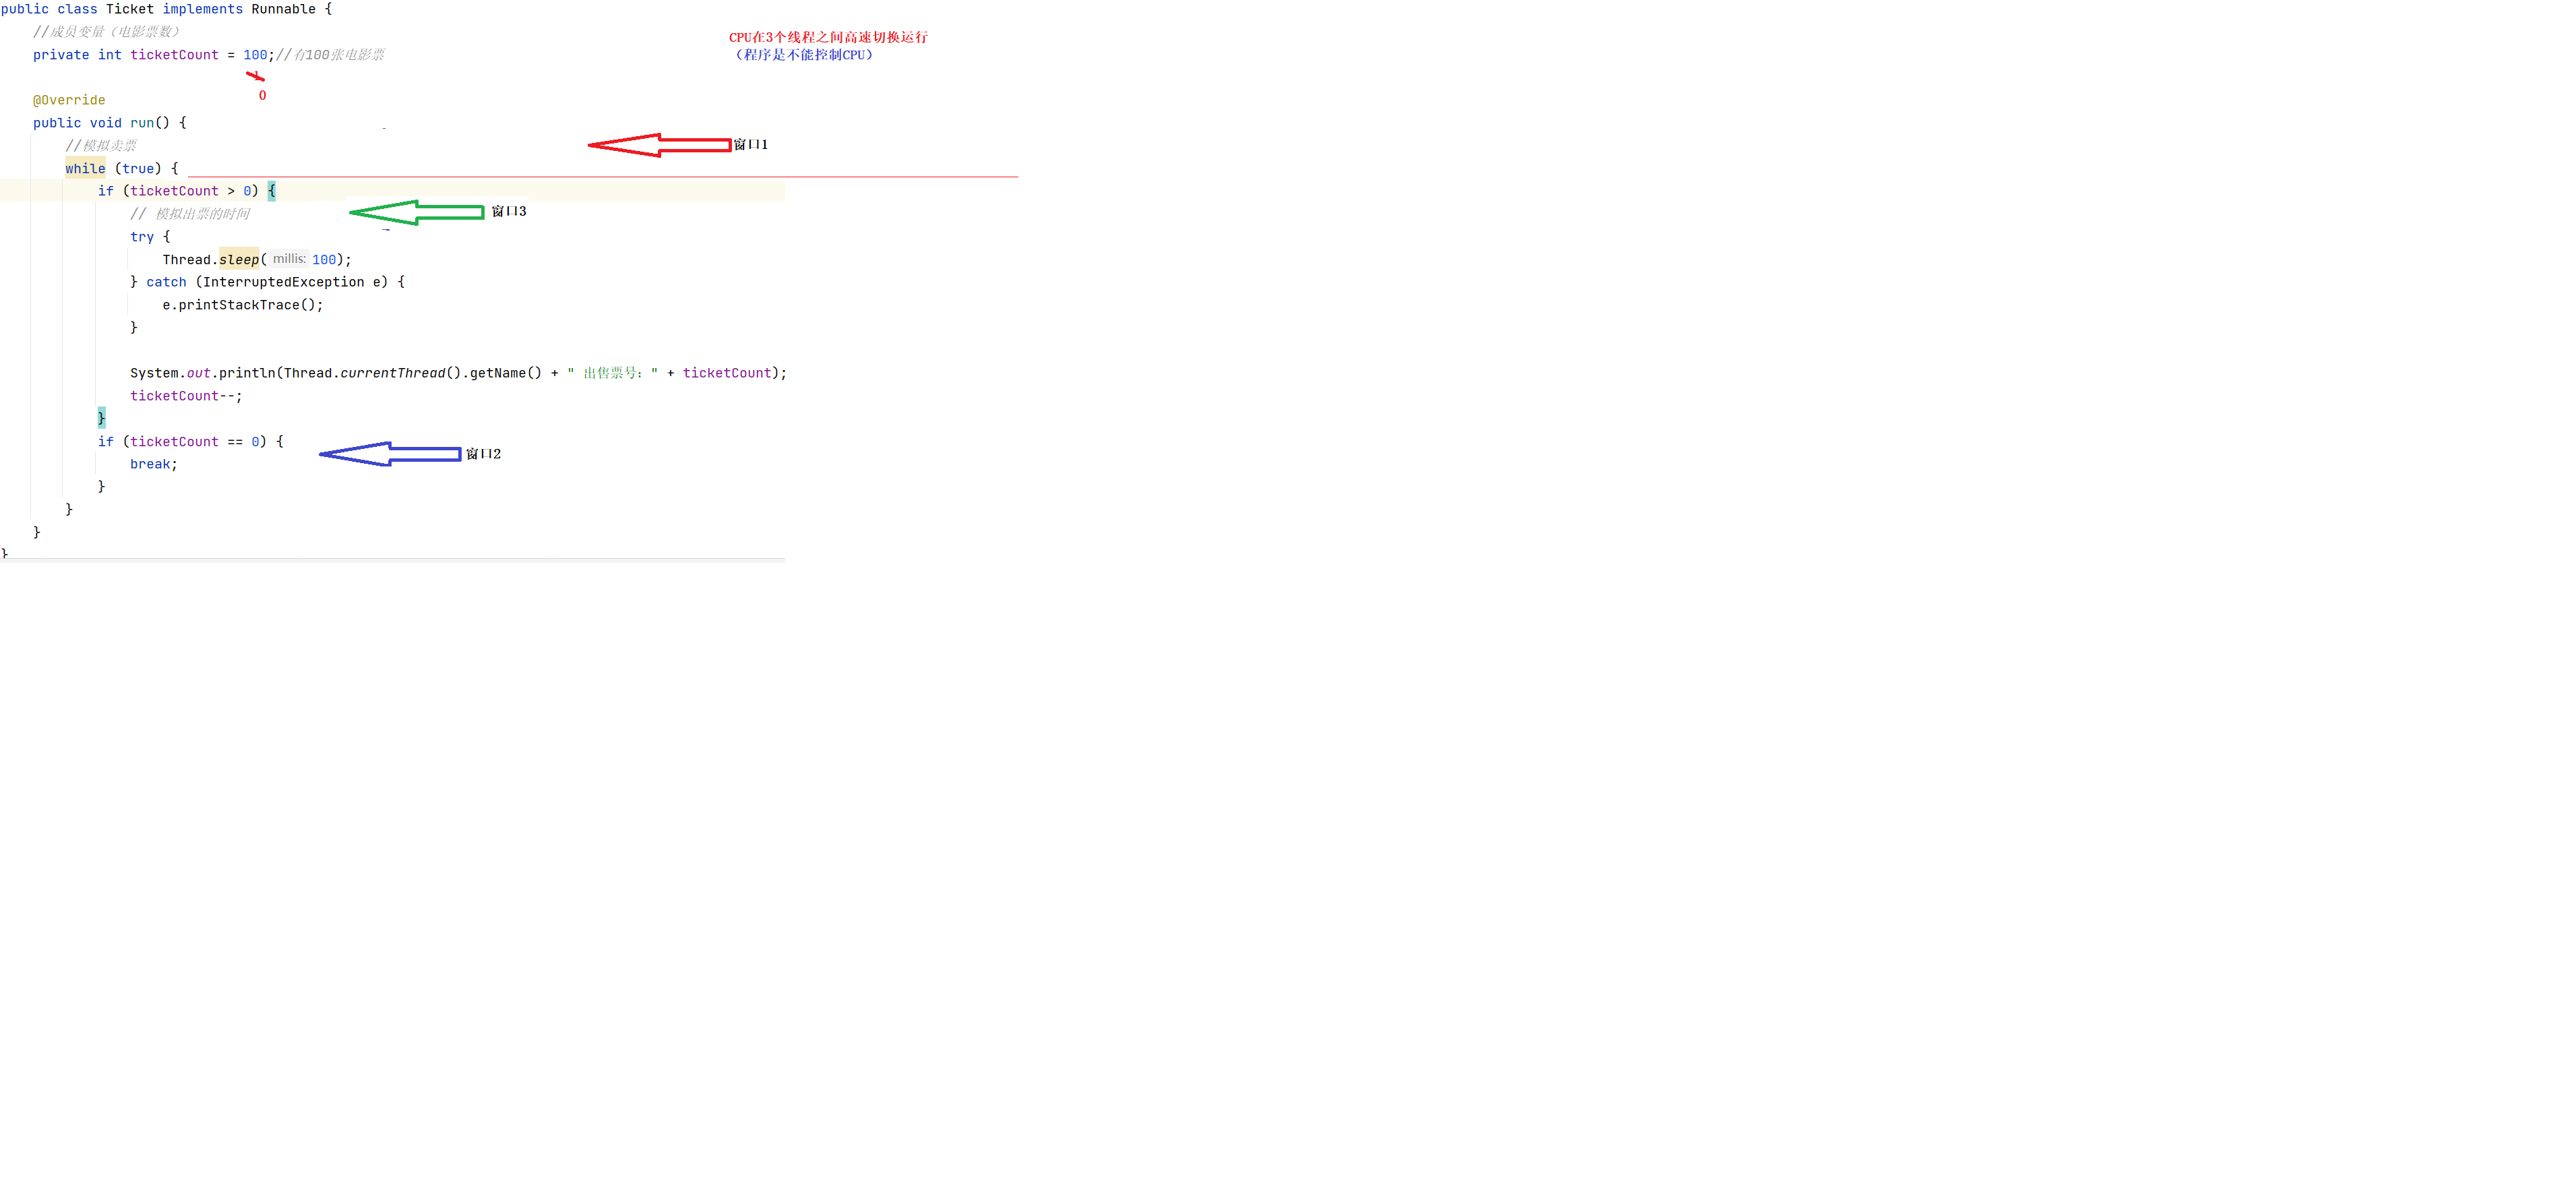 public class Ticket implements Runnable {
//成员变量（电影票数）
CPU在3个线程之间高速切换运行
（程序是不能控制CPU）
private int ticketCount = 100;//有100张电影票
1
0
@Override
public void run() {
//模拟卖票
窗口1
while (true) {
if (ticketCount > 0) {
// 模拟出票的时间
窗口3
try {
Thread.sleep( millis: 100);
} catch (InterruptedException e) {
e.printStackTrace();
}
System.out.println(Thread.currentThread().getName() + " 出售票号：" + ticketCount);
ticketCount--;
}
if (ticketCount == 0) {
窗口2
break;
}
}
}
}